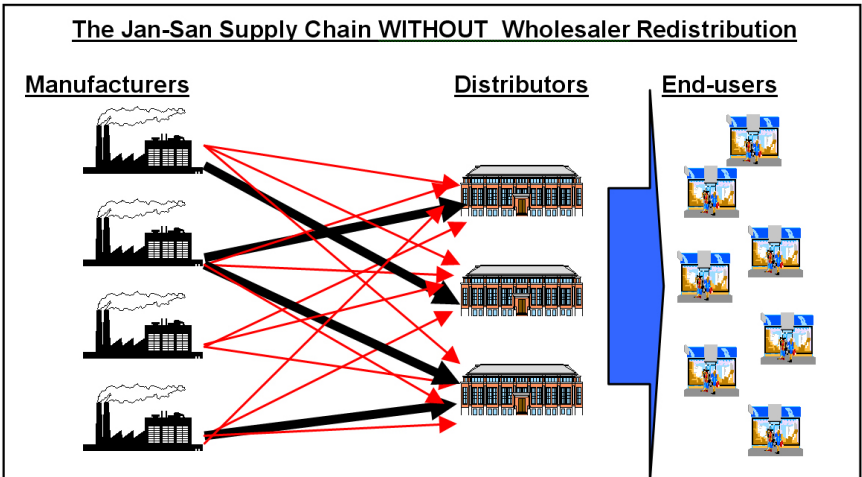 The Jan-San Supply Chain WITHOUT  Wholesaler Redistribution
Manufacturers
Distributors
End-users